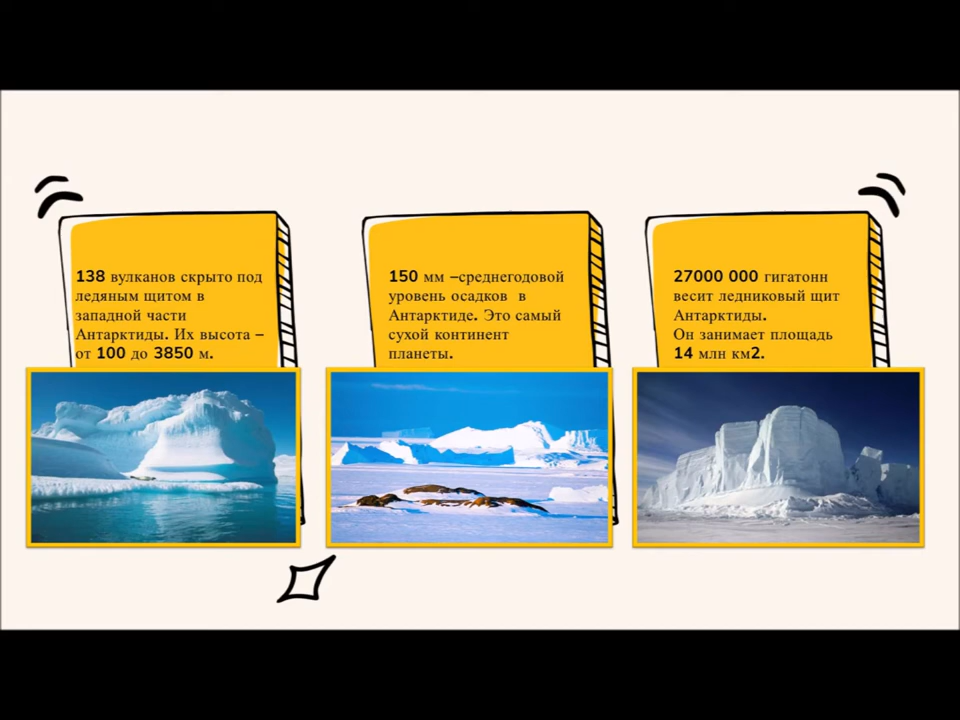 138 вулканов скрыто под
ледяным щитом в
западной части
Антарктиды. Их высота –
от 100 до 3850 м.
150 мм –среднегодовой
уровень осадков в
Антарктиде. Это самый
сухой континент
планеты.
27000 000 гигатонн
весит ледниковый щит
Антарктиды.
Он занимает площадь
14 млн км2.